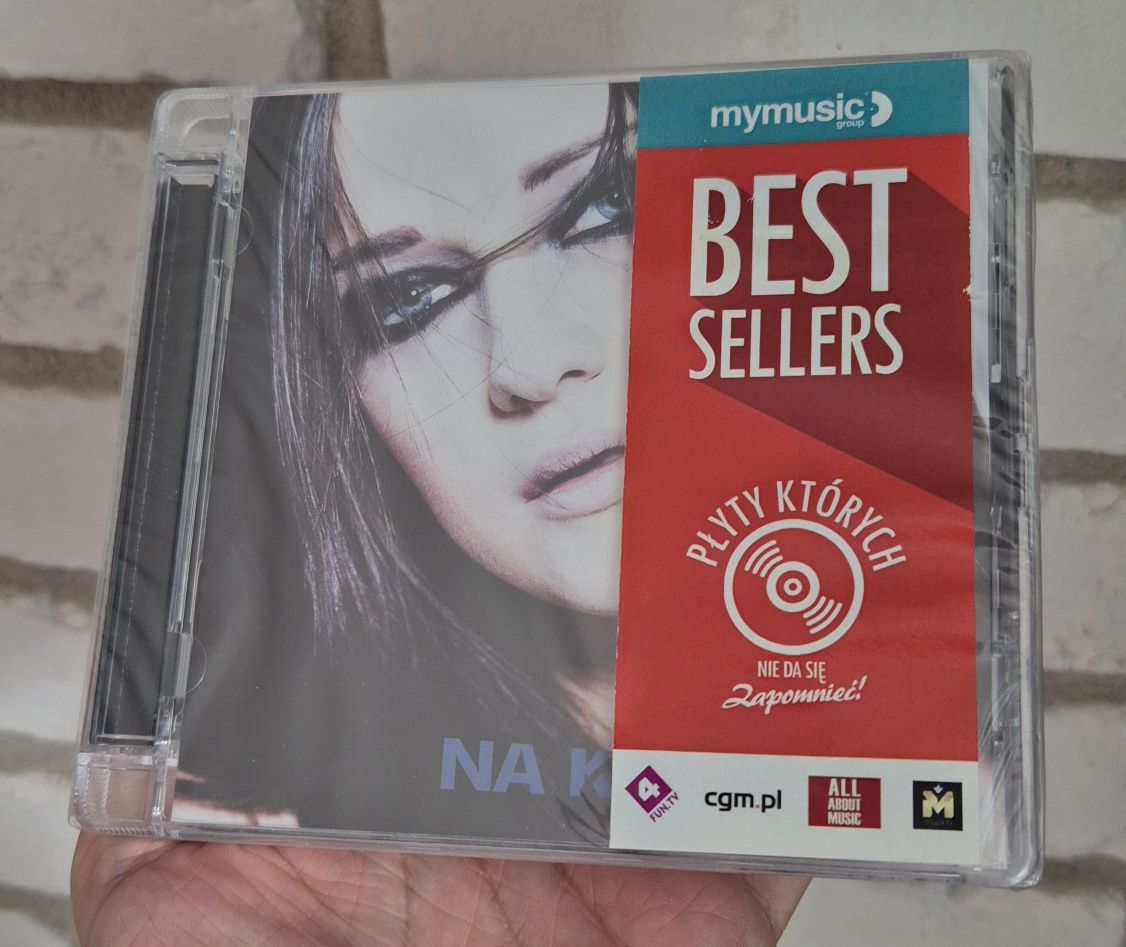 mymusic
group
BEST
SELLERS
PŁYTY KTÓRYCH
NIE DA SIĘ
Zapomnieć!
NA K
4
FUN.TV
cgm.pl
ALL
ABOUT
MUSIC
M